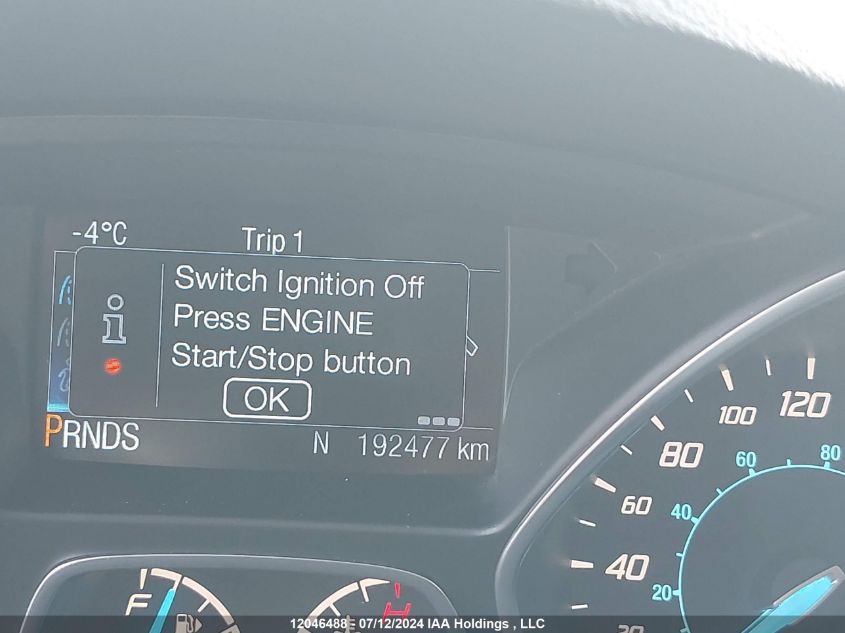 -4°C Trip 1
Switch Ignition Off
Press ENGINE
Start/Stop button
OK
PRNDS N 192477 km
120
100
80 80
60 60
40
40
20
F H
12046488 - 07/12/2024 IAA Holdings , LLC